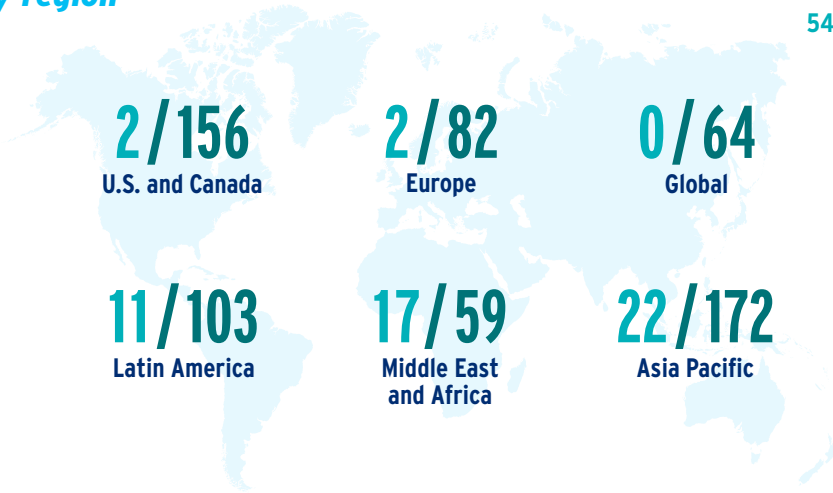 region
54
2/156
U.S. and Canada
2/82
Europe
0/64
Global
11/103
Latin America
17/59
Middle East
and Africa
22/172
Asia Pacific